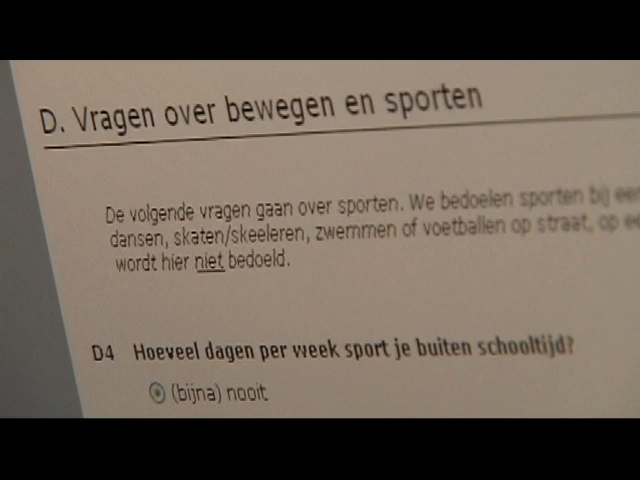 D. Vragen over bewegen en sporten
De volgende vragen gaan over sporten. We bedoelen sporten bij een
dansen, skaten/skeeleren, zwemmen of voetballen op straat, op
wordt hier niet bedoeld.
D4 Hoeveel dagen per week sport je buiten schooltijd?
(bijna) nooit